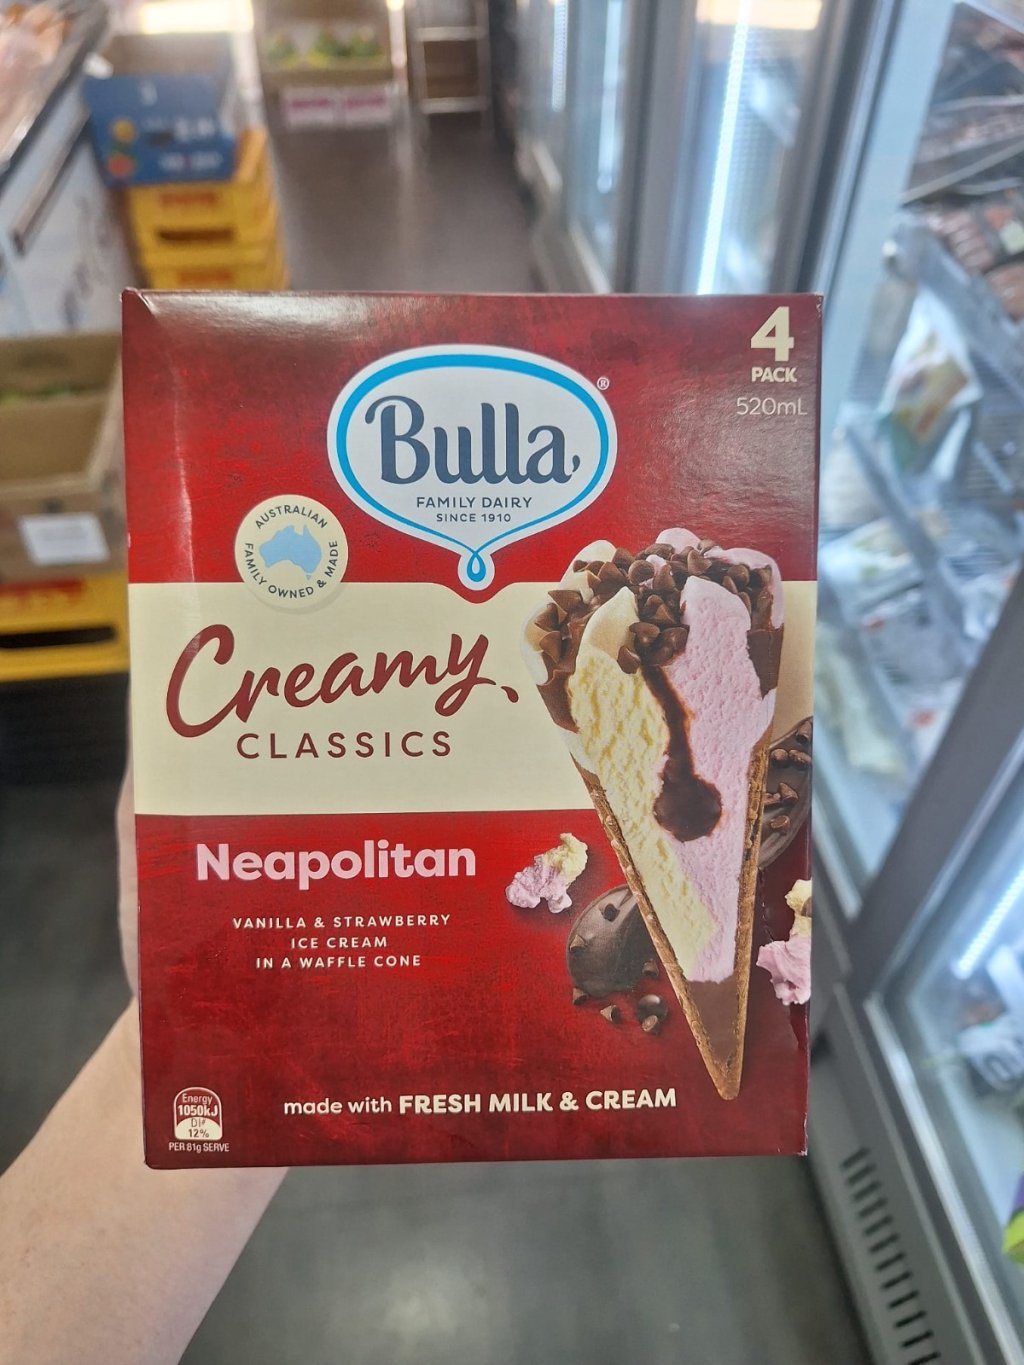 4
PACK
520mL
Bulla
®
FAMILY DAIRY
SINCE 1910
AUSTRALIAN
FAMILY OWNED & MADE
Creamy
CLASSICS
Neapolitan
VANILLA & STRAWBERRY
ICE CREAM
IN A WAFFLE CONE
made with FRESH MILK & CREAM
Energy
1050kJ
DI#
12%
PER 81g SERVE